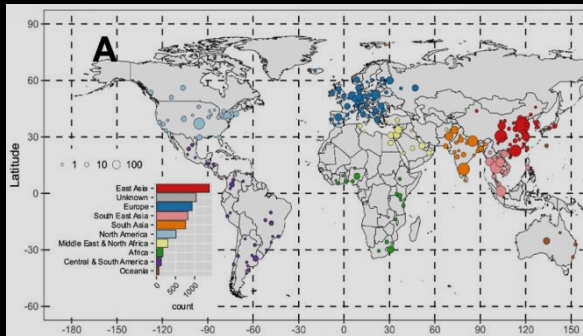 A
90
60
30
0
-30
-60
Latitude
1 10 100
East Asia
Unknown
Europe
South East Asia
South Asia
North America
Middle East & North Africa
Africa
Central & South America
Oceania
0 500 1000
count
-180 -150 -120 -90 -60 -30 0 30 60 90 120 150